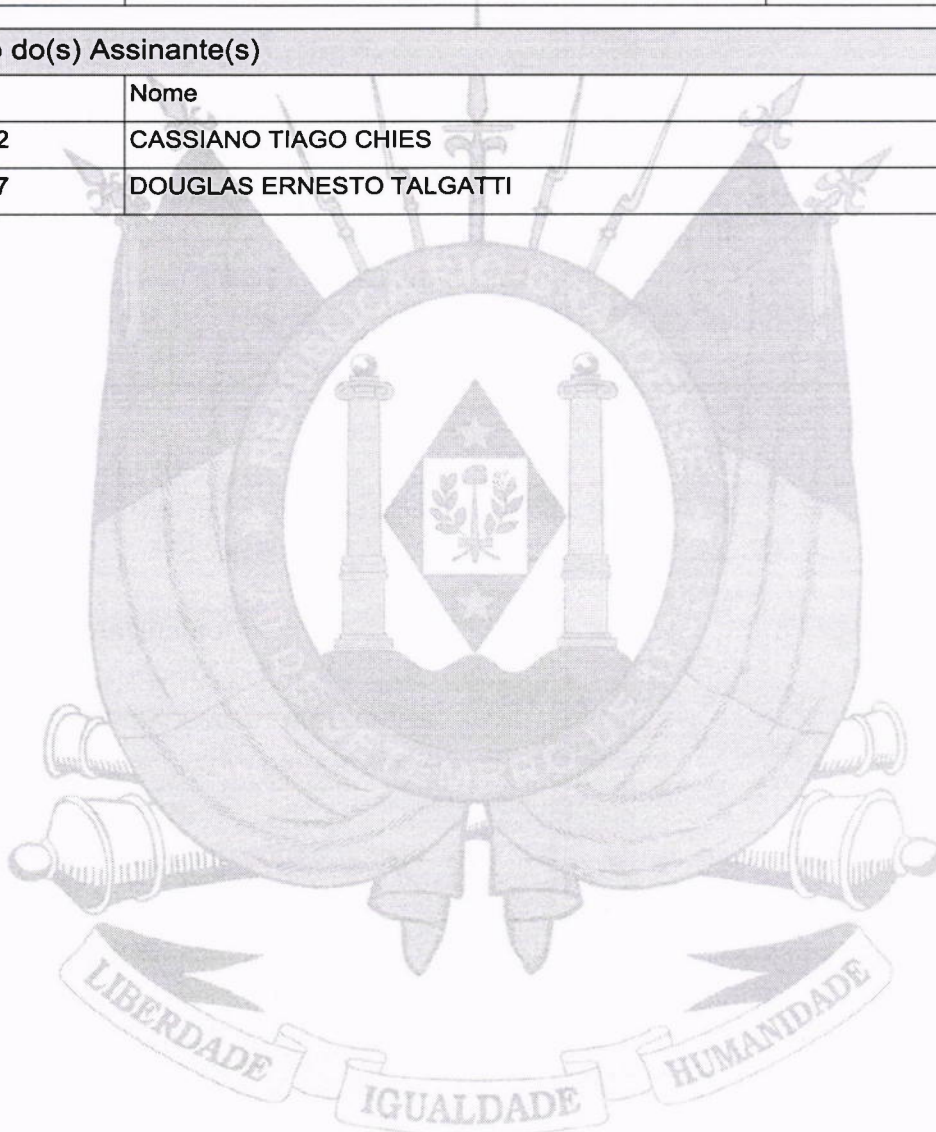 do(s) Assinante(s)
Nome
2 CASSIANO TIAGO CHIES
7 DOUGLAS ERNESTO TALGATTI
LIBERDADE
IGUALDADE
HUMANIDADE